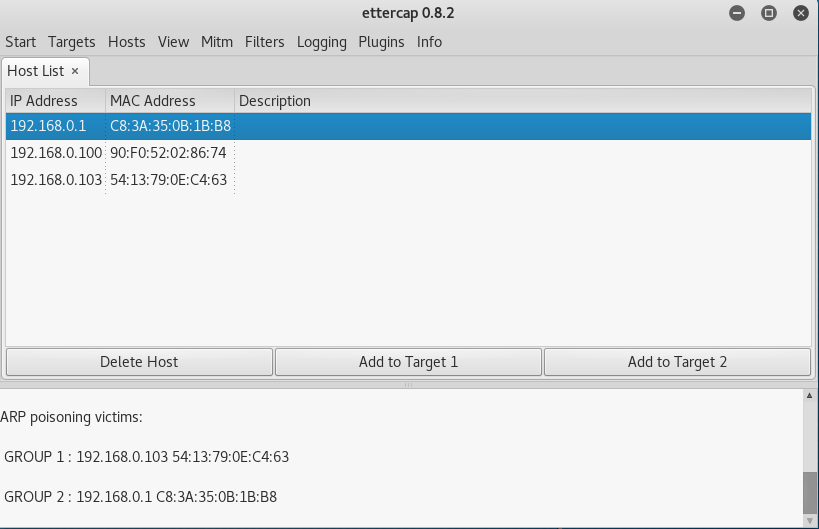 ettercap 0.8.2
Start Targets Hosts View Mitm Filters Logging Plugins Info
Host List ×
IP Address MAC Address Description
192.168.0.1 C8:3A:35:0B:1B:B8
192.168.0.100 90:F0:52:02:86:74
192.168.0.103 54:13:79:0E:C4:63
Delete Host Add to Target 1 Add to Target 2
ARP poisoning victims:
GROUP 1 : 192.168.0.103 54:13:79:0E:C4:63
GROUP 2 : 192.168.0.1 C8:3A:35:0B:1B:B8